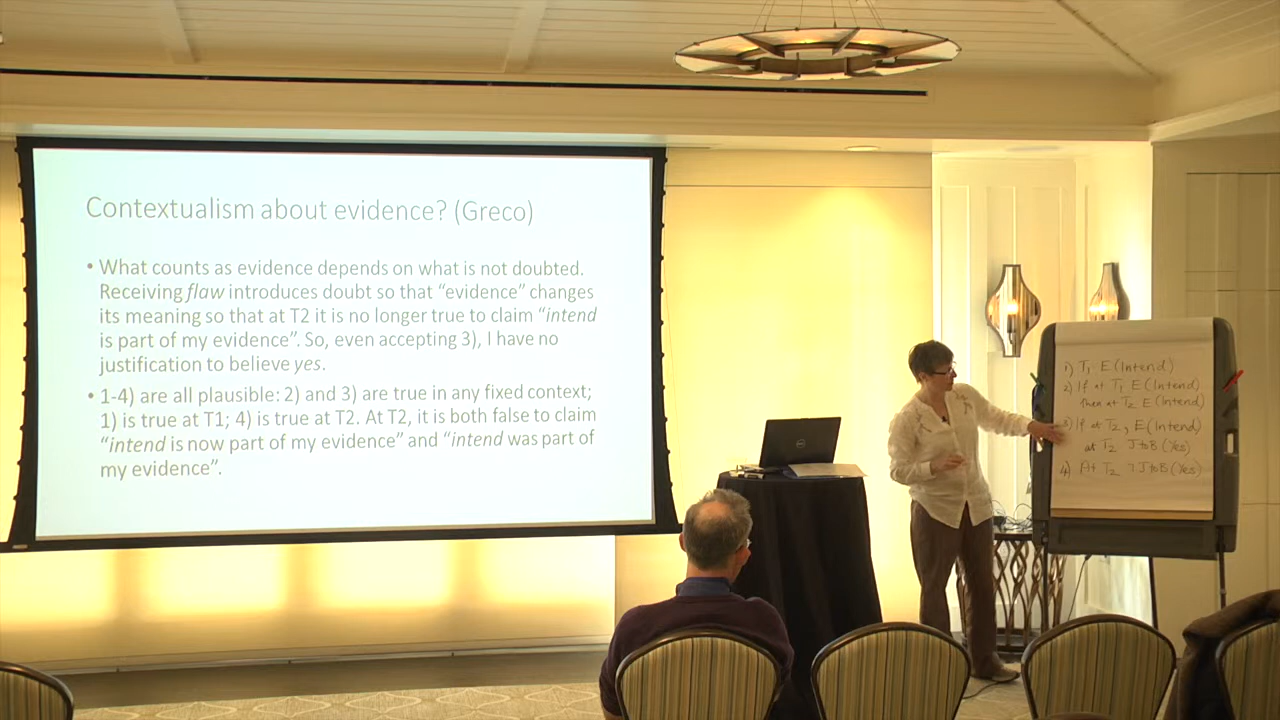 Contextualism about evidence? (Greco)
• What counts as evidence depends on what is not doubted.
Receiving flaw introduces doubt so that “evidence” changes
its meaning so that at T2 it is no longer true to claim “intend
is part of my evidence”. So, even accepting 3), I have no
justification to believe yes.
• 1-4) are all plausible: 2) and 3) are true in any fixed context;
1) is true at T1; 4) is true at T2. At T2, it is both false to claim
“intend is now part of my evidence” and “intend was part of
my evidence”.
DELL
1) T₁ E(Intend)
2) If at T₁ E(Intend)
then at T₂ E(Intend)
3) If at T₂, E(Intend)
at T₂ JtoB(Yes)
4) At T₂ ¬JtoB(Yes)